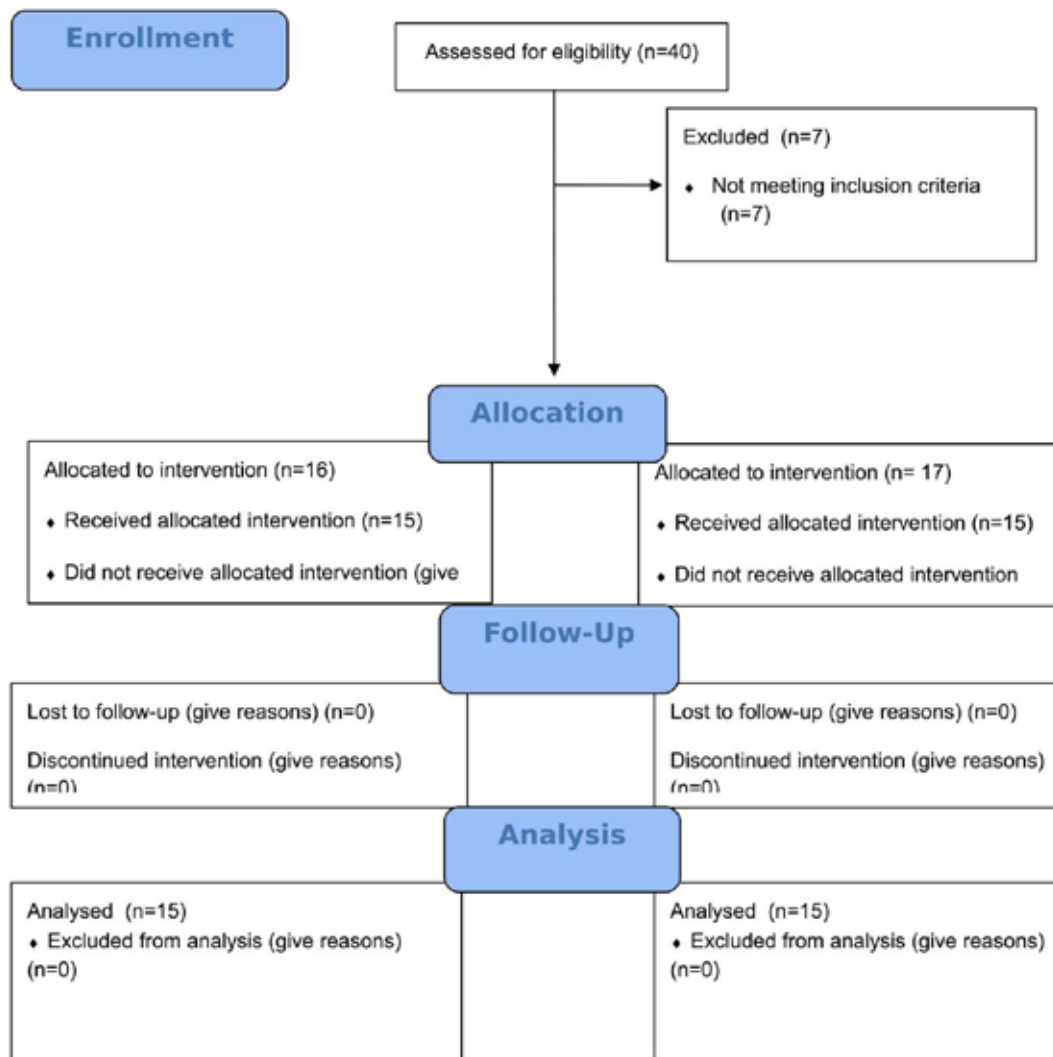 Enrollment
Assessed for eligibility (n=40)
Excluded (n=7)
♦ Not meeting inclusion criteria
(n=7)
Allocation
Allocated to intervention (n=16)
♦ Received allocated intervention (n=15)
♦ Did not receive allocated intervention (give
Allocated to intervention (n= 17)
♦ Received allocated intervention (n=15)
♦ Did not receive allocated intervention
Follow-Up
Lost to follow-up (give reasons) (n=0)
Discontinued intervention (give reasons)
(n=0)
Lost to follow-up (give reasons) (n=0)
Discontinued intervention (give reasons)
(n=0)
Analysis
Analysed (n=15)
♦ Excluded from analysis (give reasons)
(n=0)
Analysed (n=15)
♦ Excluded from analysis (give reasons)
(n=0)